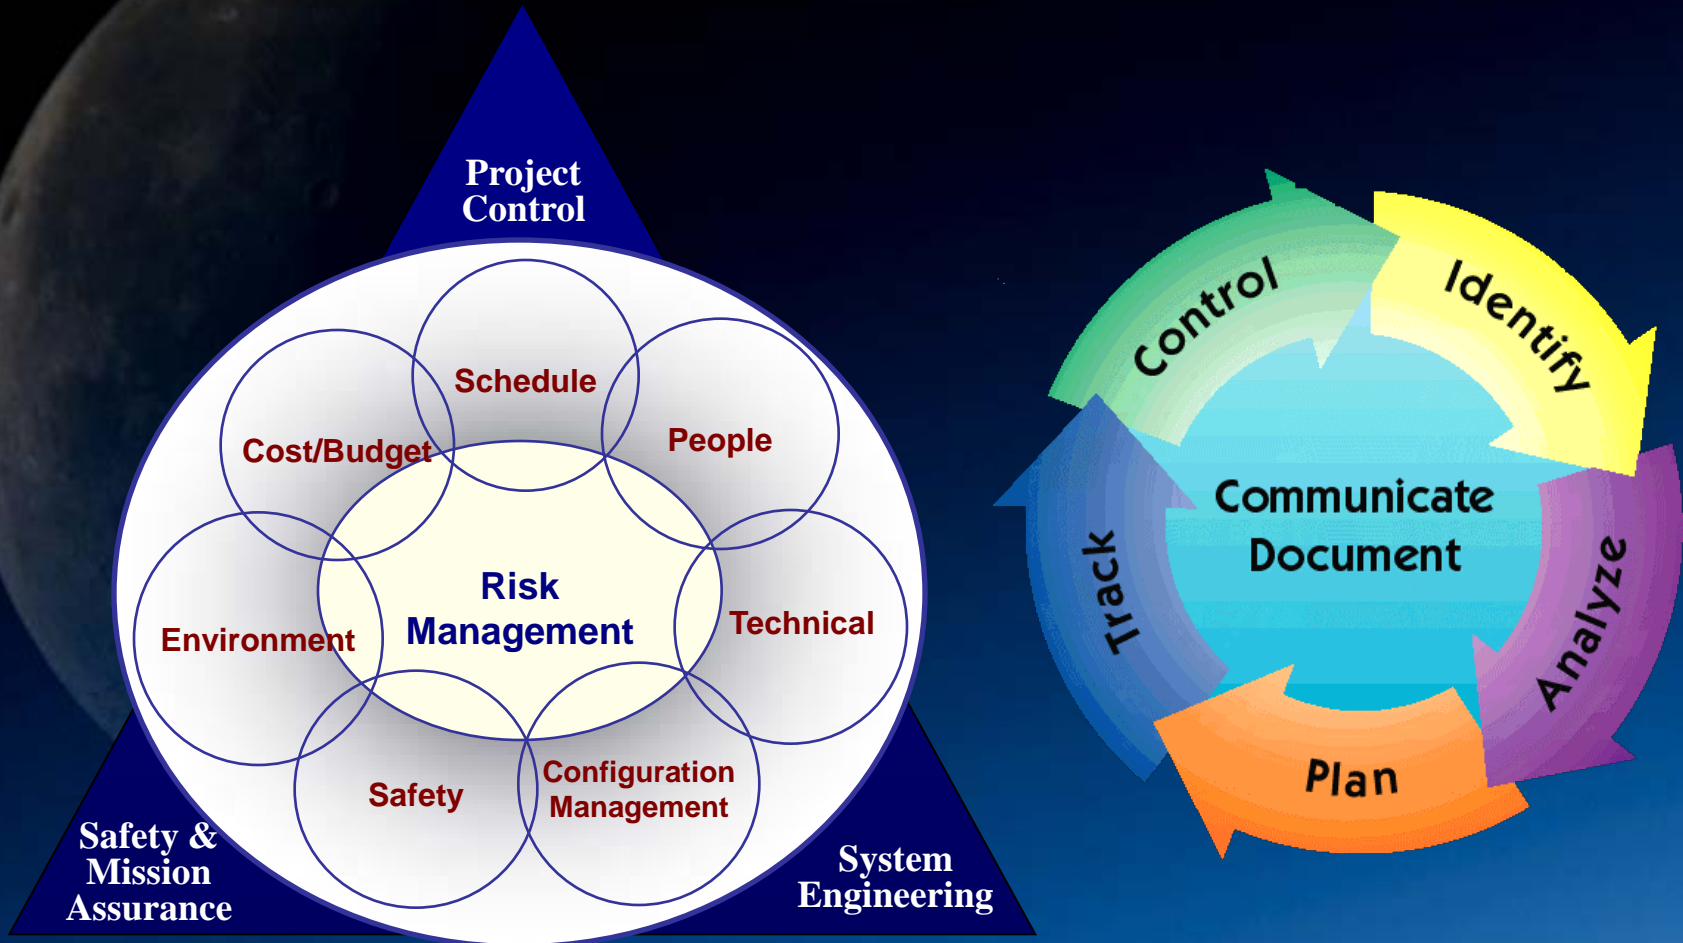 Project
Control
Schedule
People
Cost/Budget
Risk
Management
Technical
Environment
Safety
Configuration
Management
Safety &
Mission
Assurance
System
Engineering
Control
Identify
Communicate
Document
Track
Analyze
Plan